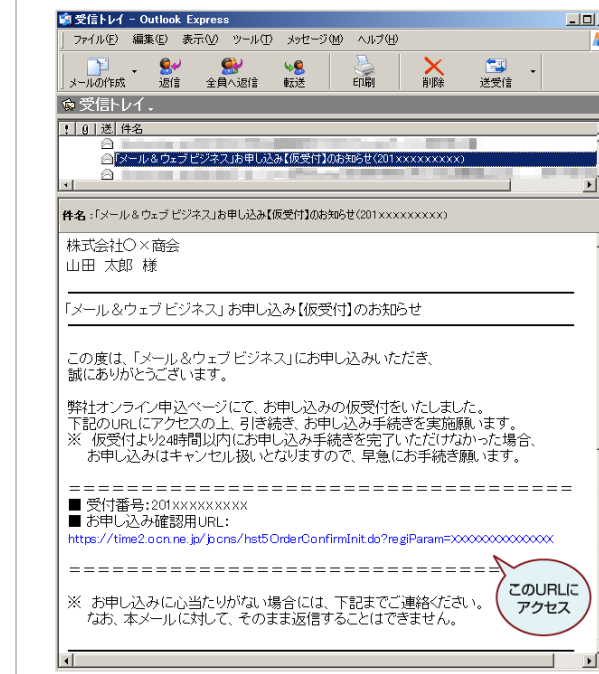 受信トレイ - Outlook Express
ファイル(F) 編集(E) 表示(V) ツール(T) メッセージ(M) ヘルプ(H)
メールの作成 返信 全員へ返信 転送 印刷 削除 送受信
受信トレイ
! 送 件名
「メール&ウェブ ビジネス」お申し込み【仮受付】のお知らせ(201xxxxxxxxx)
件名:「メール&ウェブ ビジネス」お申し込み【仮受付】のお知らせ(201xxxxxxxxx)
株式会社○×商会
山田 太郎 様
「メール&ウェブ ビジネス」 お申し込み【仮受付】のお知らせ
この度は、「メール&ウェブ ビジネス」にお申し込みいただき、
誠にありがとうございます。
弊社オンライン申込ページにて、お申し込みの仮受付をいたしました。
下記のURLにアクセスの上、引き続き、お申し込み手続きを実施願います。
※ 仮受付より24時間以内にお申し込み手続きを完了いただけなかった場合、
お申し込みはキャンセル扱いとなりますので、早急にお手続き願います。
==================================
■ 受付番号:201xxxxxxxxx
■ お申し込み確認用URL:
https://time2.ocn.ne.jp/jocns/hst5OrderConfirmInit.do?regiParam=XXXXXXXXXXXXXXX
=============================
このURLに
アクセス
※ お申し込みに心当たりがない場合には、下記までご連絡ください。
なお、本メールに対して、そのまま返信することはできません。